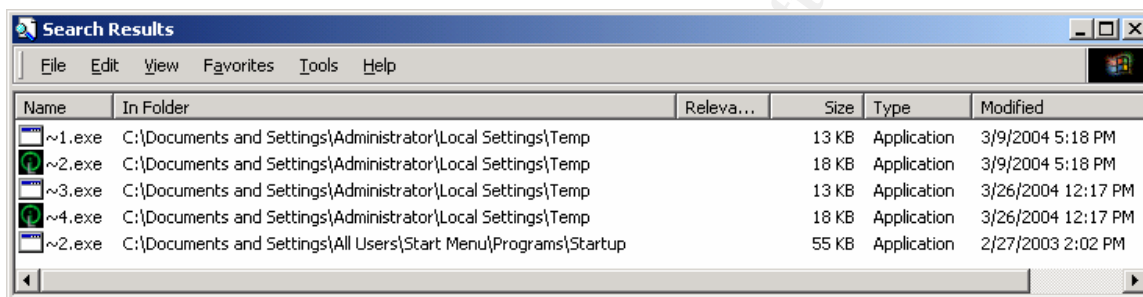 Search Results
File Edit View Favorites Tools Help
Name In Folder Releva... Size Type Modified
~1.exe C:\Documents and Settings\Administrator\Local Settings\Temp 13 KB Application 3/9/2004 5:18 PM
~2.exe C:\Documents and Settings\Administrator\Local Settings\Temp 18 KB Application 3/9/2004 5:18 PM
~3.exe C:\Documents and Settings\Administrator\Local Settings\Temp 13 KB Application 3/26/2004 12:17 PM
~4.exe C:\Documents and Settings\Administrator\Local Settings\Temp 18 KB Application 3/26/2004 12:17 PM
~2.exe C:\Documents and Settings\All Users\Start Menu\Programs\Startup 55 KB Application 2/27/2003 2:02 PM